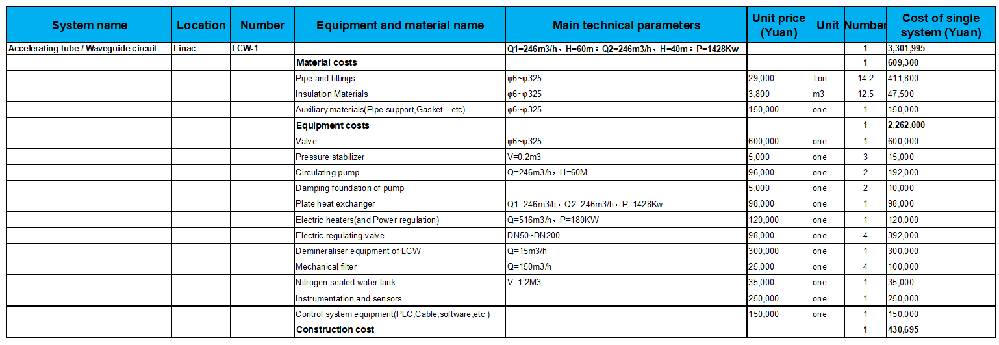 System name Location Number Equipment and material name Main technical parameters Unit price (Yuan) Unit Number Cost of single system (Yuan)
Accelerating tube / Waveguide circuit Linac LCW-1 Q1=246m3/h，H=60m；Q2=246m3/h，H=40m；P=1428Kw 1 3,301,995
Material costs 1 609,300
Pipe and fittings φ6~φ325 29,000 Ton 14.2 411,800
Insulation Materials φ6~φ325 3,800 m3 12.5 47,500
Auxiliary materials(Pipe support,Gasket…etc) φ6~φ325 150,000 one 1 150,000
Equipment costs 1 2,262,000
Valve φ6~φ325 600,000 one 1 600,000
Pressure stabilizer V=0.2m3 5,000 one 3 15,000
Circulating pump Q=246m3/h，H=60M 96,000 one 2 192,000
Damping foundation of pump 5,000 one 2 10,000
Plate heat exchanger Q1=246m3/h，Q2=246m3/h，P=1428Kw 98,000 one 1 98,000
Electric heaters(and Power regulation) Q=516m3/h，P=180KW 120,000 one 1 120,000
Electric regulating valve DN50~DN200 98,000 one 4 392,000
Demineraliser equipment of LCW Q=15m3/h 300,000 one 1 300,000
Mechanical filter Q=150m3/h 25,000 one 4 100,000
Nitrogen sealed water tank V=1.2M3 35,000 one 1 35,000
Instrumentation and sensors 250,000 one 1 250,000
Control system equipment(PLC,Cable,software,etc ) 150,000 one 1 150,000
Construction cost 1 430,695